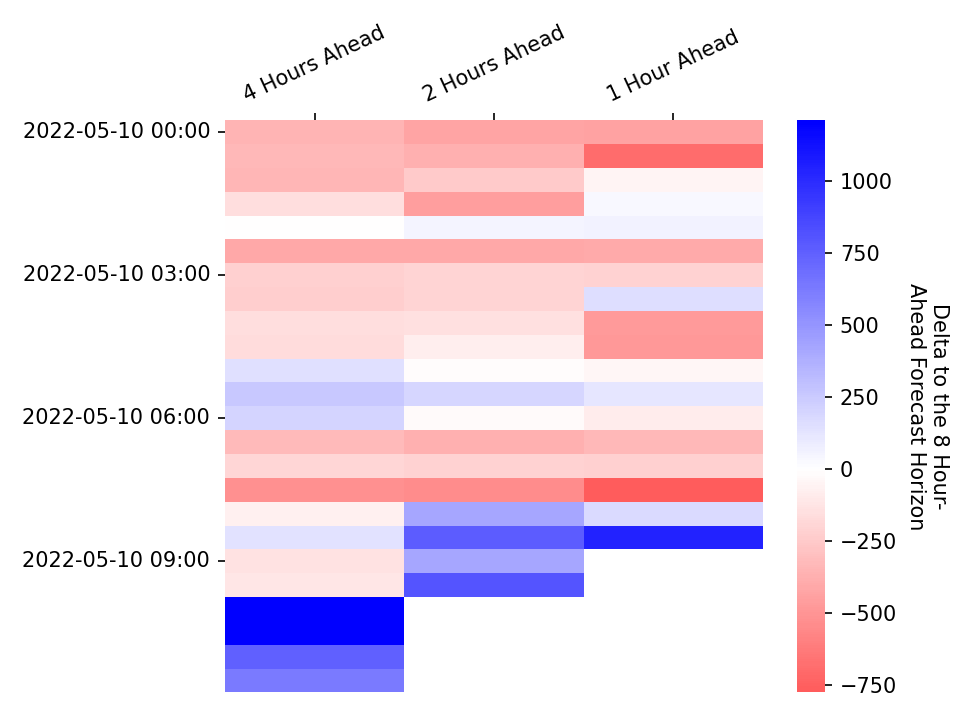 4 Hours Ahead
2 Hours Ahead
1 Hour Ahead
2022-05-10 00:00
2022-05-10 03:00
2022-05-10 06:00
2022-05-10 09:00
1000
750
500
250
0
−250
−500
−750
Delta to the 8 Hour-
Ahead Forecast Horizon